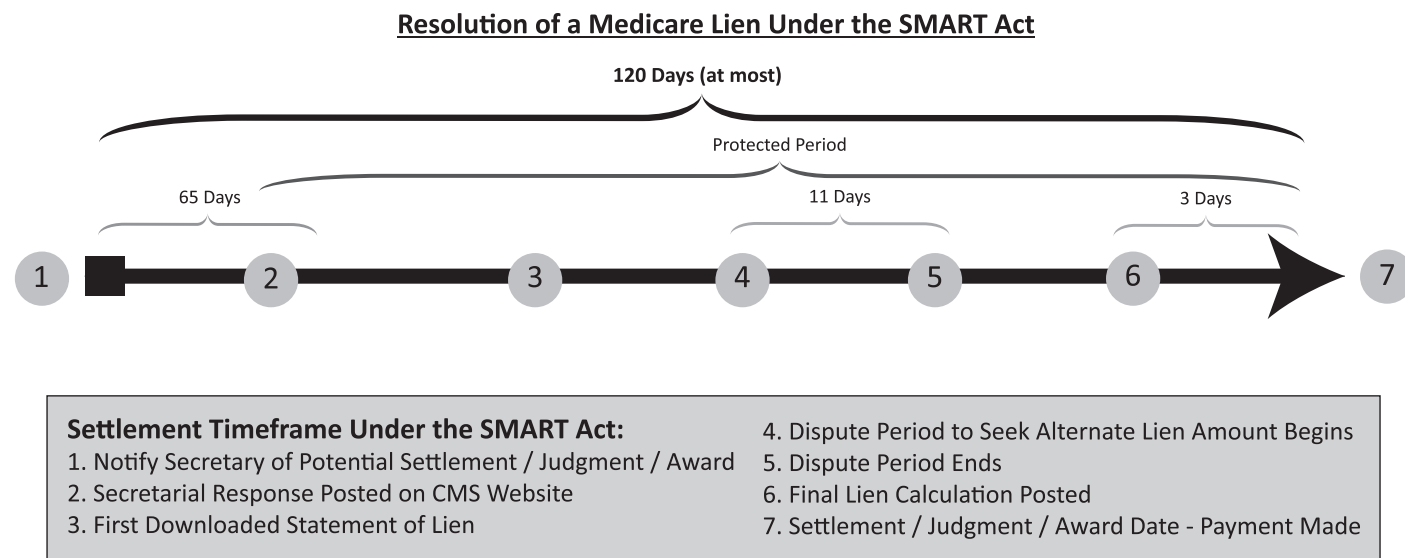 Resolution of a Medicare Lien Under the SMART Act
120 Days (at most)
Protected Period
65 Days
11 Days
3 Days
1
2
3
4
5
6
7
Settlement Timeframe Under the SMART Act:
1. Notify Secretary of Potential Settlement / Judgment / Award
2. Secretarial Response Posted on CMS Website
3. First Downloaded Statement of Lien
4. Dispute Period to Seek Alternate Lien Amount Begins
5. Dispute Period Ends
6. Final Lien Calculation Posted
7. Settlement / Judgment / Award Date - Payment Made